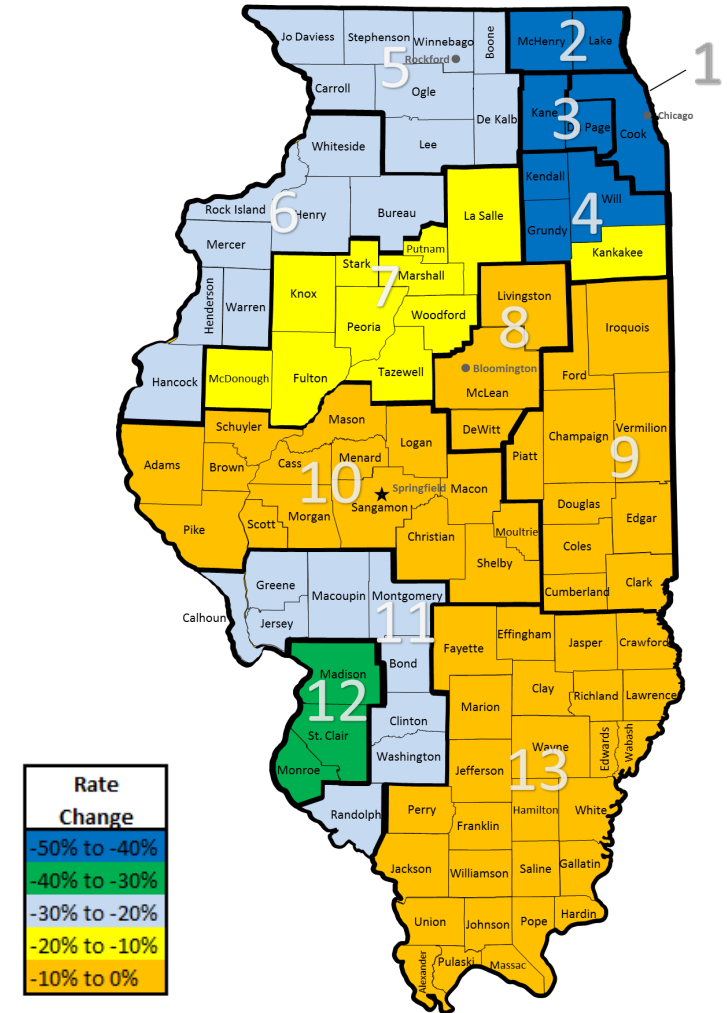 Jo Daviess
Stephenson
Winnebago
Boone
McHenry
2
Lake
1
5
Rockford
Carroll
Ogle
De Kalb
Kane
3
Du Page
Cook
Chicago
Whiteside
Lee
Kendall
Will
Rock Island
6
Henry
Bureau
La Salle
Grundy
4
Mercer
Putnam
Kankakee
Stark
Marshall
7
Henderson
Warren
Knox
Peoria
Woodford
Livingston
8
Iroquois
Hancock
McDonough
Fulton
Tazewell
Bloomington
McLean
Ford
Schuyler
Mason
Logan
DeWitt
Piatt
Champaign
Vermilion
9
Adams
Brown
Cass
Menard
10
Springfield
Sangamon
Macon
Pike
Scott
Morgan
Christian
Moultrie
Shelby
Douglas
Edgar
Coles
Cumberland
Clark
Calhoun
Greene
Jersey
Macoupin
Montgomery
11
Bond
Fayette
Effingham
Jasper
Crawford
Madison
12
St. Clair
Monroe
Clinton
Washington
Marion
Clay
Richland
Lawrence
Wayne
Edwards
Wabash
Jefferson
13
Randolph
Perry
Franklin
Hamilton
White
Jackson
Williamson
Saline
Gallatin
Union
Johnson
Pope
Hardin
Alexander
Pulaski
Massac
Rate
Change
-50% to -40%
-40% to -30%
-30% to -20%
-20% to -10%
-10% to 0%